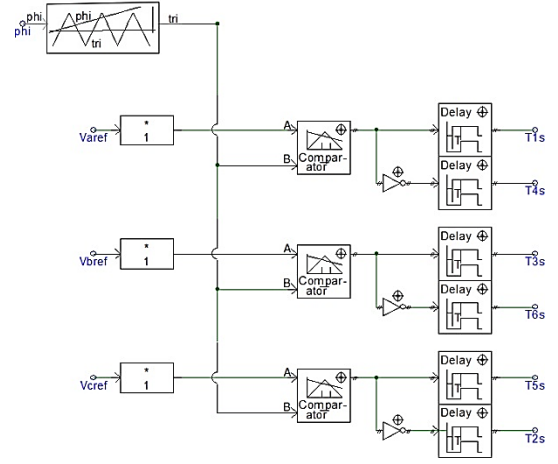 phi
phi
phi
tri
tri
Varef
*
1
A
B
Compar-
ator
Delay
T
T1s
Delay
T
T4s
Vbref
*
1
A
B
Compar-
ator
Delay
T
T3s
Delay
T
T6s
Vcref
*
1
A
B
Compar-
ator
Delay
T
T5s
Delay
T
T2s